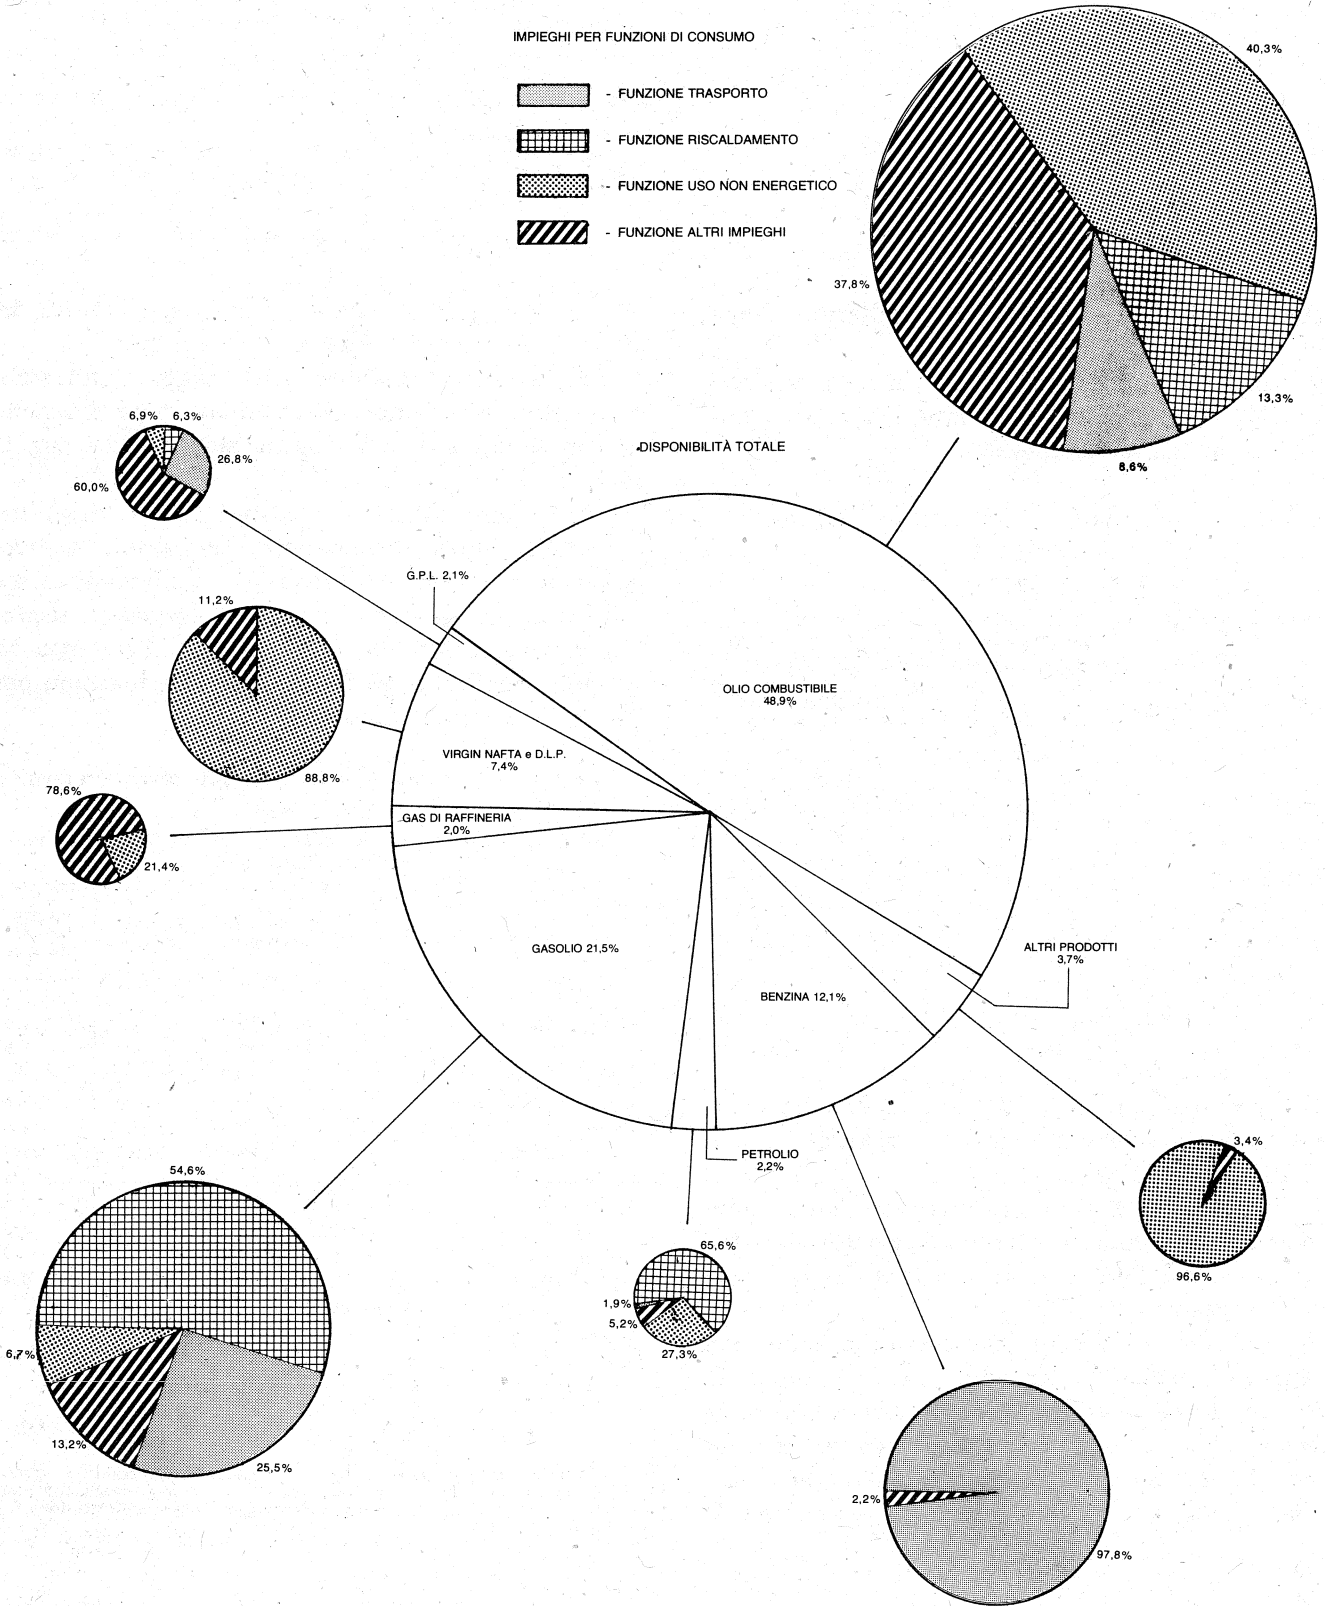 IMPIEGHI PER FUNZIONI DI CONSUMO
- FUNZIONE TRASPORTO
- FUNZIONE RISCALDAMENTO
- FUNZIONE USO NON ENERGETICO
- FUNZIONE ALTRI IMPIEGHI
40,3%
37,8%
13,3%
8,6%
6,9%
6,3%
26,8%
60,0%
DISPONIBILITÀ TOTALE
G.P.L. 2,1%
11,2%
88,8%
OLIO COMBUSTIBILE
48,9%
VIRGIN NAFTA e D.L.P.
7,4%
78,6%
21,4%
GAS DI RAFFINERIA
2,0%
GASOLIO 21,5%
BENZINA 12,1%
ALTRI PRODOTTI
3,7%
PETROLIO
2,2%
3,4%
96,6%
54,6%
6,7%
13,2%
25,5%
65,6%
1,9%
5,2%
27,3%
2,2%
97,8%